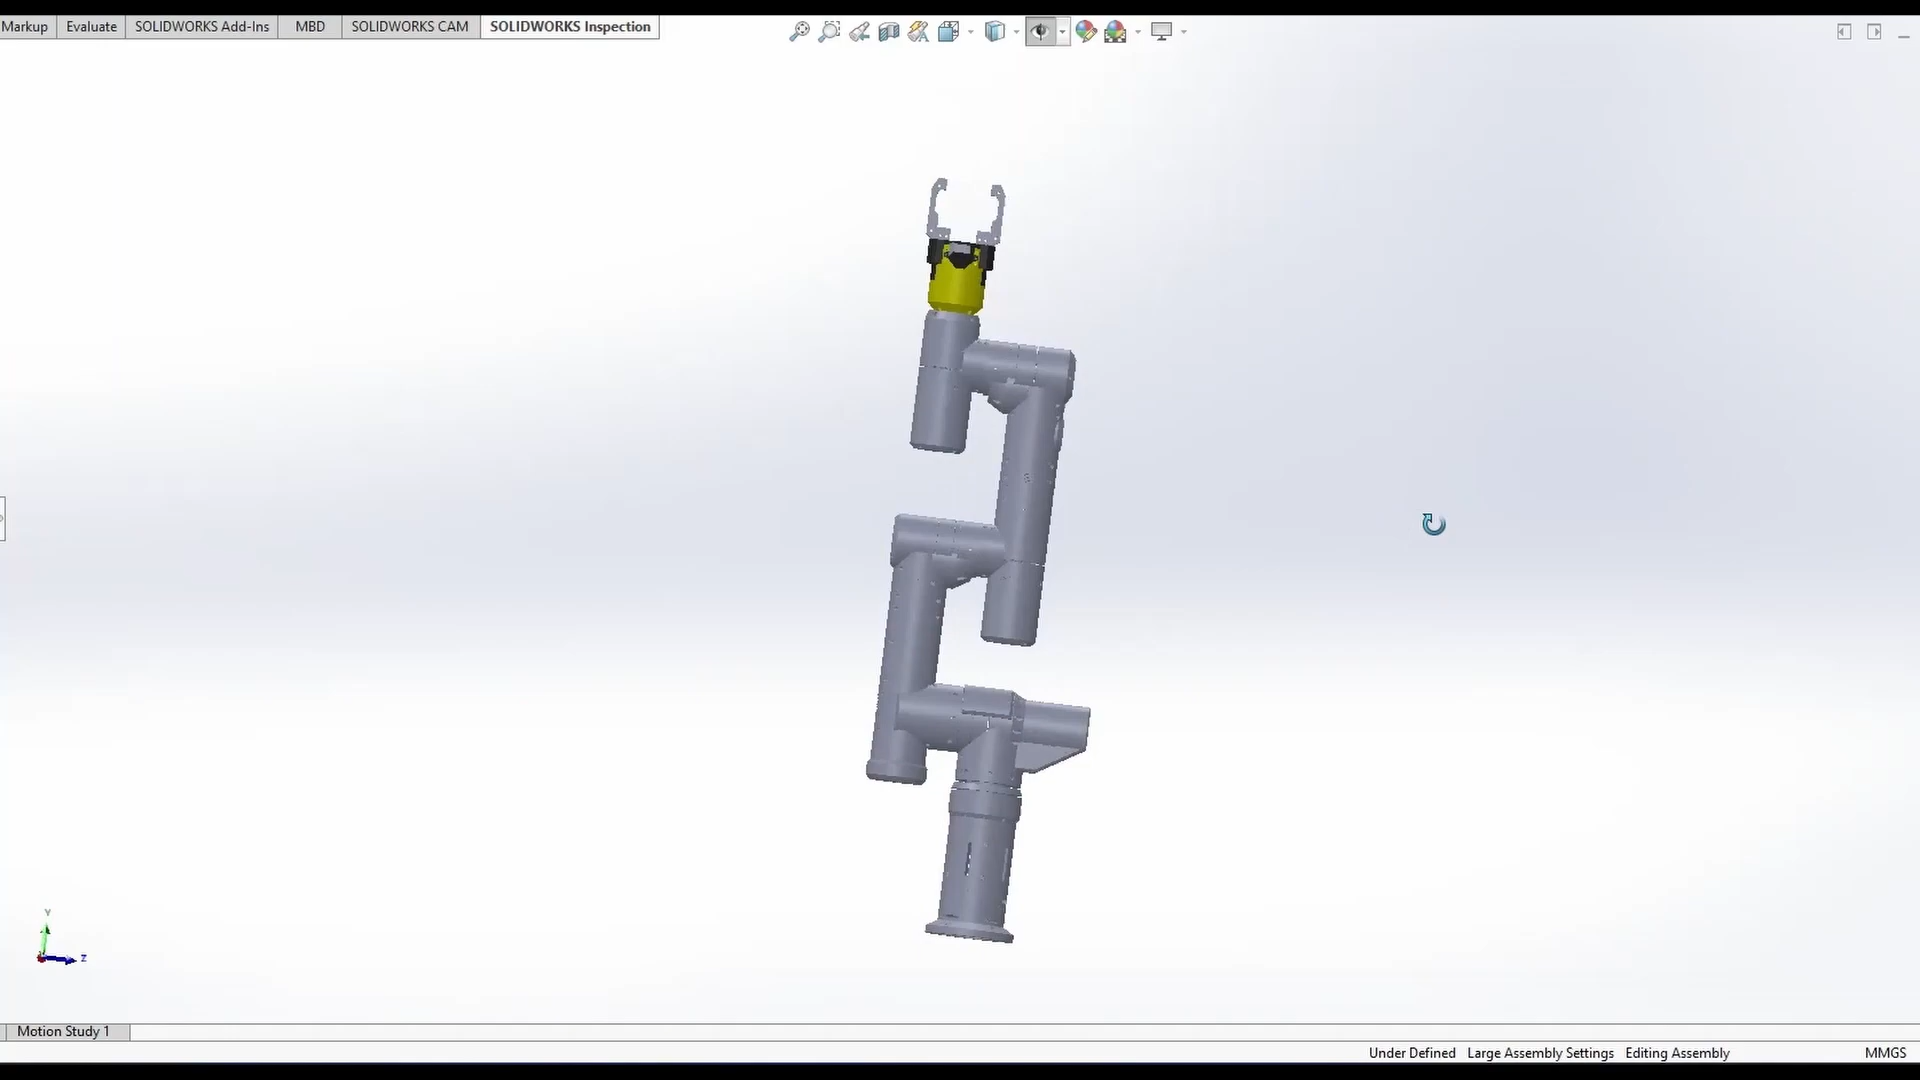 Markup Evaluate SOLIDWORKS Add-Ins MBD SOLIDWORKS CAM SOLIDWORKS Inspection
Y
Z
Motion Study 1
Under Defined Large Assembly Settings Editing Assembly MMGS